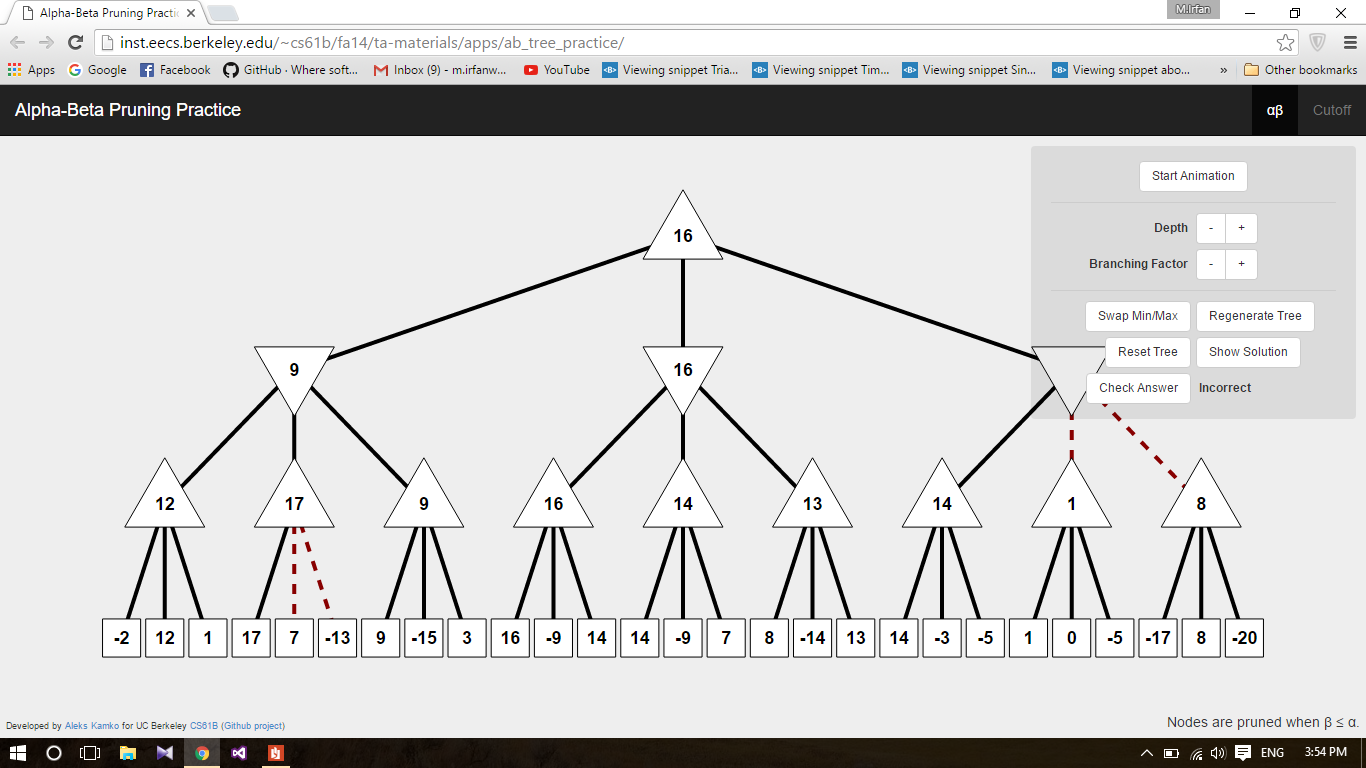 Alpha-Beta Pruning Practic
M.Irfan
inst.eecs.berkeley.edu/~cs61b/fa14/ta-materials/apps/ab_tree_practice/
Apps Google Facebook GitHub · Where soft... Inbox (9) - m.irfanw... YouTube <B> Viewing snippet Tria... <B> Viewing snippet Tim... <B> Viewing snippet Sin... <B> Viewing snippet abo... » Other bookmarks
Alpha-Beta Pruning Practice αβ Cutoff
Start Animation
Depth - +
Branching Factor - +
Swap Min/Max Regenerate Tree
Reset Tree Show Solution
Check Answer Incorrect
16
9 16
12 17 9 16 14 13 14 1 8
-2 12 1 17 7 -13 9 -15 3 16 -9 14 14 -9 7 8 -14 13 14 -3 -5 1 0 -5 -17 8 -20
Developed by Aleks Kamko for UC Berkeley CS61B (Github project)
Nodes are pruned when β ≤ α.
ENG 3:54 PM